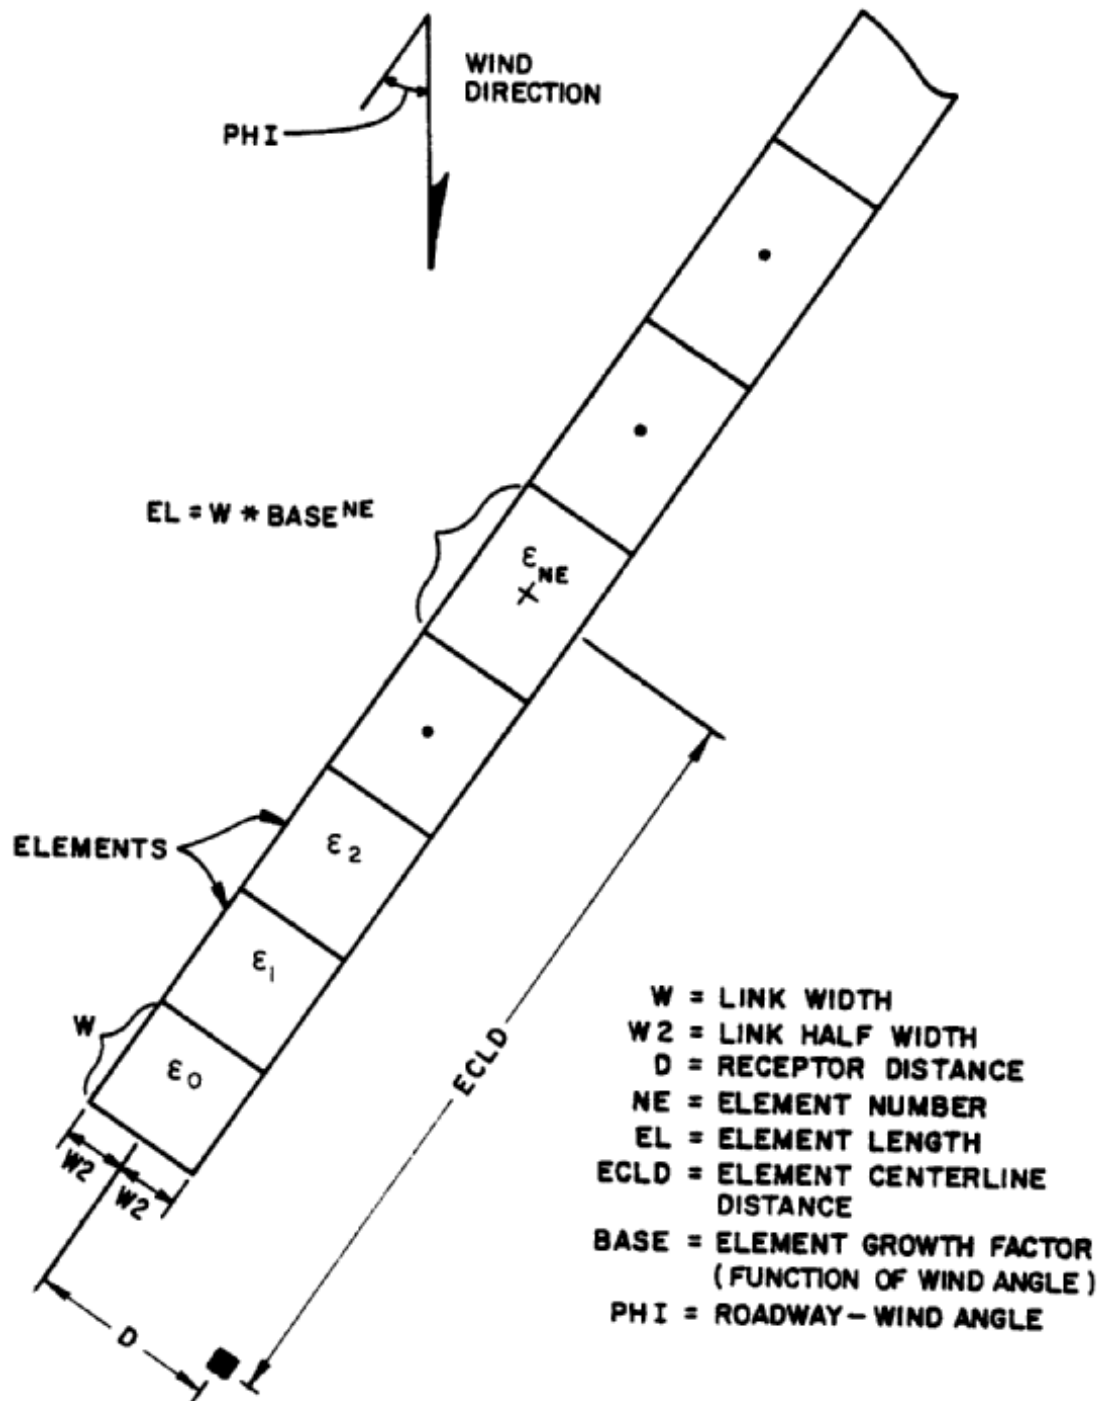 WIND
DIRECTION
PHI
EL = W * BASE^NE
ε NE
ELEMENTS
ε2
ε1
W
ε0
W2
W2
D
ECLD
W = LINK WIDTH
W2 = LINK HALF WIDTH
D = RECEPTOR DISTANCE
NE = ELEMENT NUMBER
EL = ELEMENT LENGTH
ECLD = ELEMENT CENTERLINE
DISTANCE
BASE = ELEMENT GROWTH FACTOR
(FUNCTION OF WIND ANGLE)
PHI = ROADWAY-WIND ANGLE